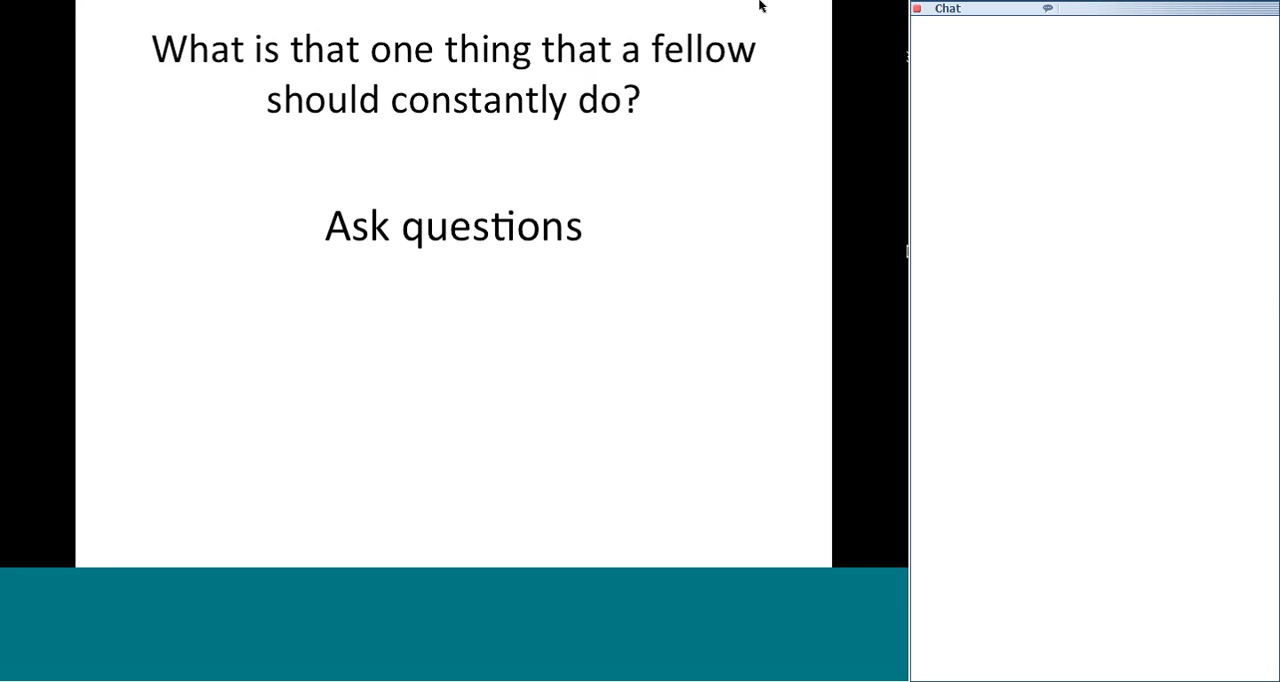 What is that one thing that a fellow
should constantly do?
Ask questions
Chat